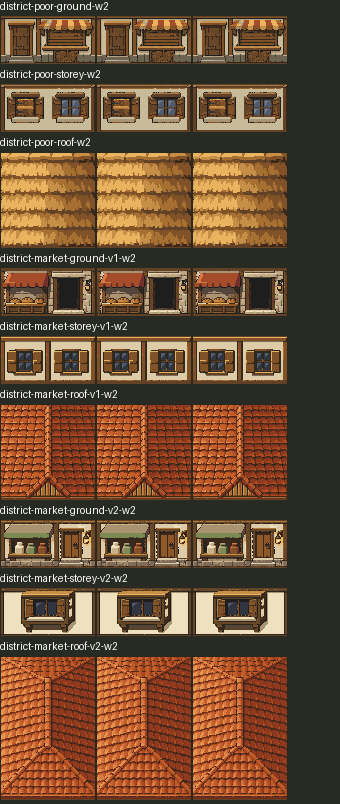 district-poor-ground-w2
district-poor-storey-w2
district-poor-roof-w2
district-market-ground-v1-w2
district-market-storey-v1-w2
district-market-roof-v1-w2
district-market-ground-v2-w2
district-market-storey-v2-w2
district-market-roof-v2-w2